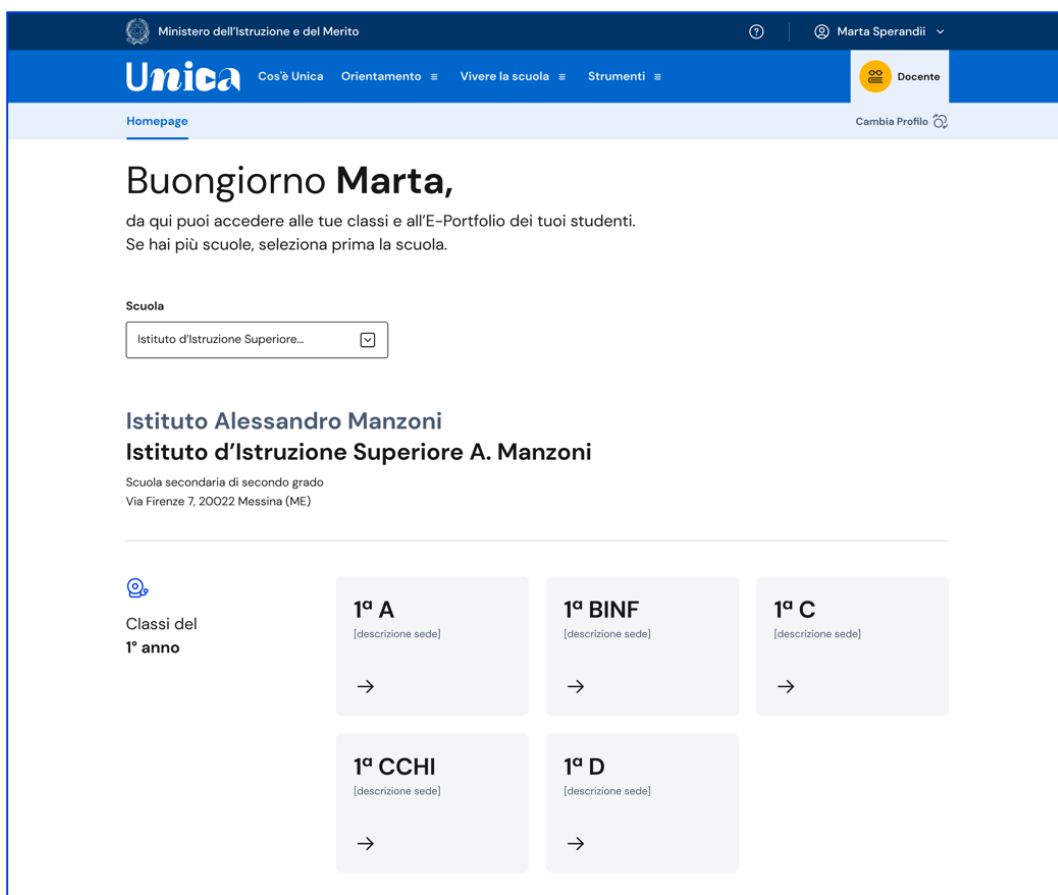 Ministero dell'Istruzione e del Merito
Marta Sperandii
Unica
Cos'è Unica Orientamento Vivere la scuola Strumenti
Docente
Homepage
Cambia Profilo
Buongiorno Marta,
da qui puoi accedere alle tue classi e all'E-Portfolio dei tuoi studenti.
Se hai più scuole, seleziona prima la scuola.
Scuola
Istituto d'Istruzione Superiore...
Istituto Alessandro Manzoni
Istituto d'Istruzione Superiore A. Manzoni
Scuola secondaria di secondo grado
Via Firenze 7, 20022 Messina (ME)
Classi del
1° anno
1ª A
[descrizione sede]
1ª BINF
[descrizione sede]
1ª C
[descrizione sede]
1ª CCHI
[descrizione sede]
1ª D
[descrizione sede]